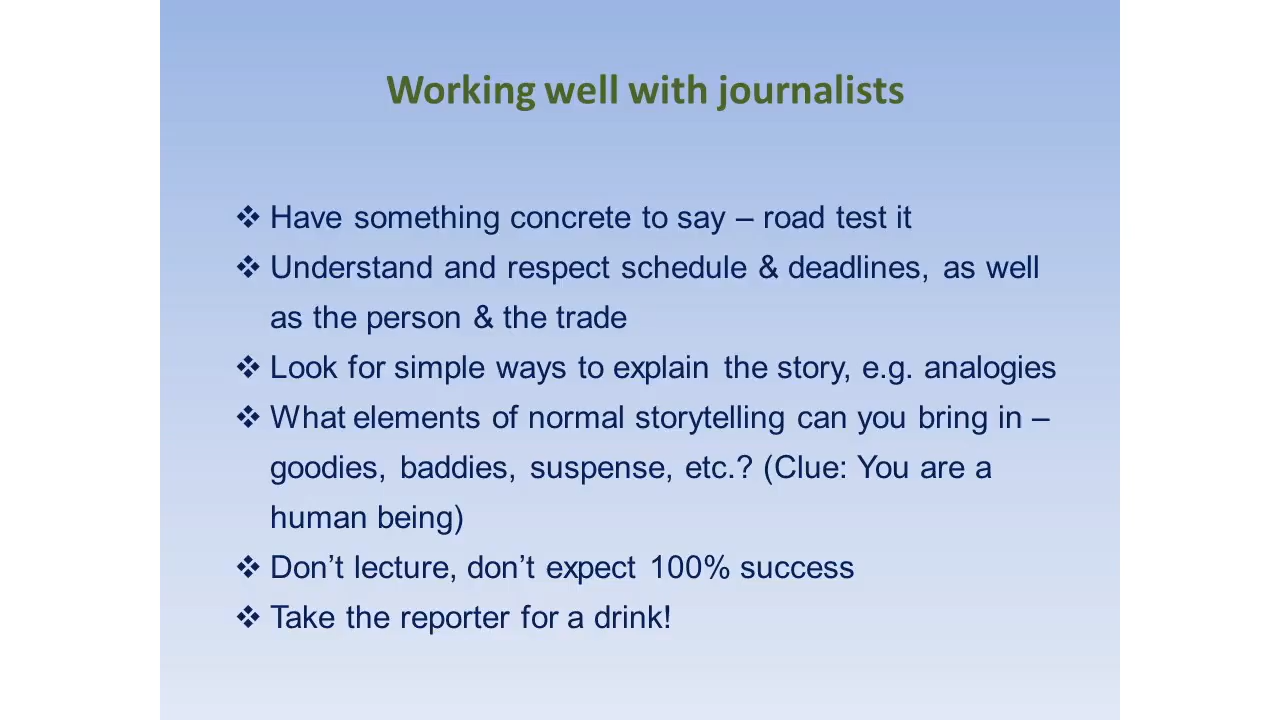 Working well with journalists
❖ Have something concrete to say – road test it
❖ Understand and respect schedule & deadlines, as well
as the person & the trade
❖ Look for simple ways to explain the story, e.g. analogies
❖ What elements of normal storytelling can you bring in –
goodies, baddies, suspense, etc.? (Clue: You are a
human being)
❖ Don’t lecture, don’t expect 100% success
❖ Take the reporter for a drink!